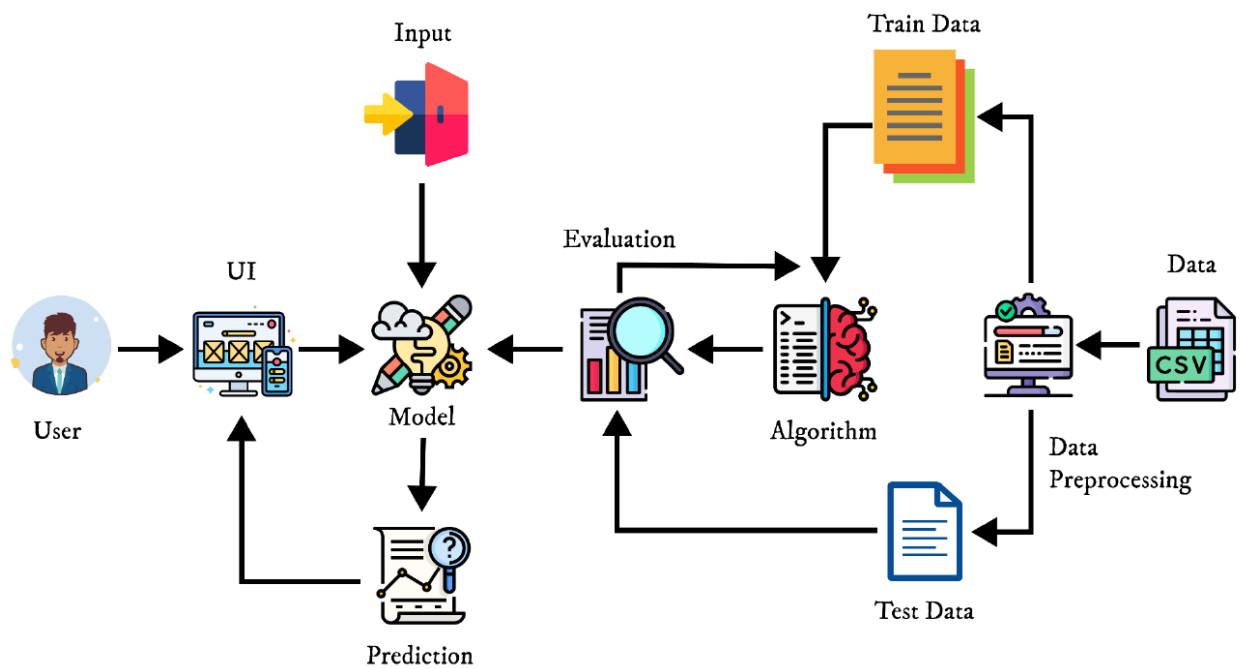 Train Data
Input
Evaluation
UI
Data
>_
CSV
User
Model
Algorithm
Data
Preprocessing
?
Test Data
Prediction